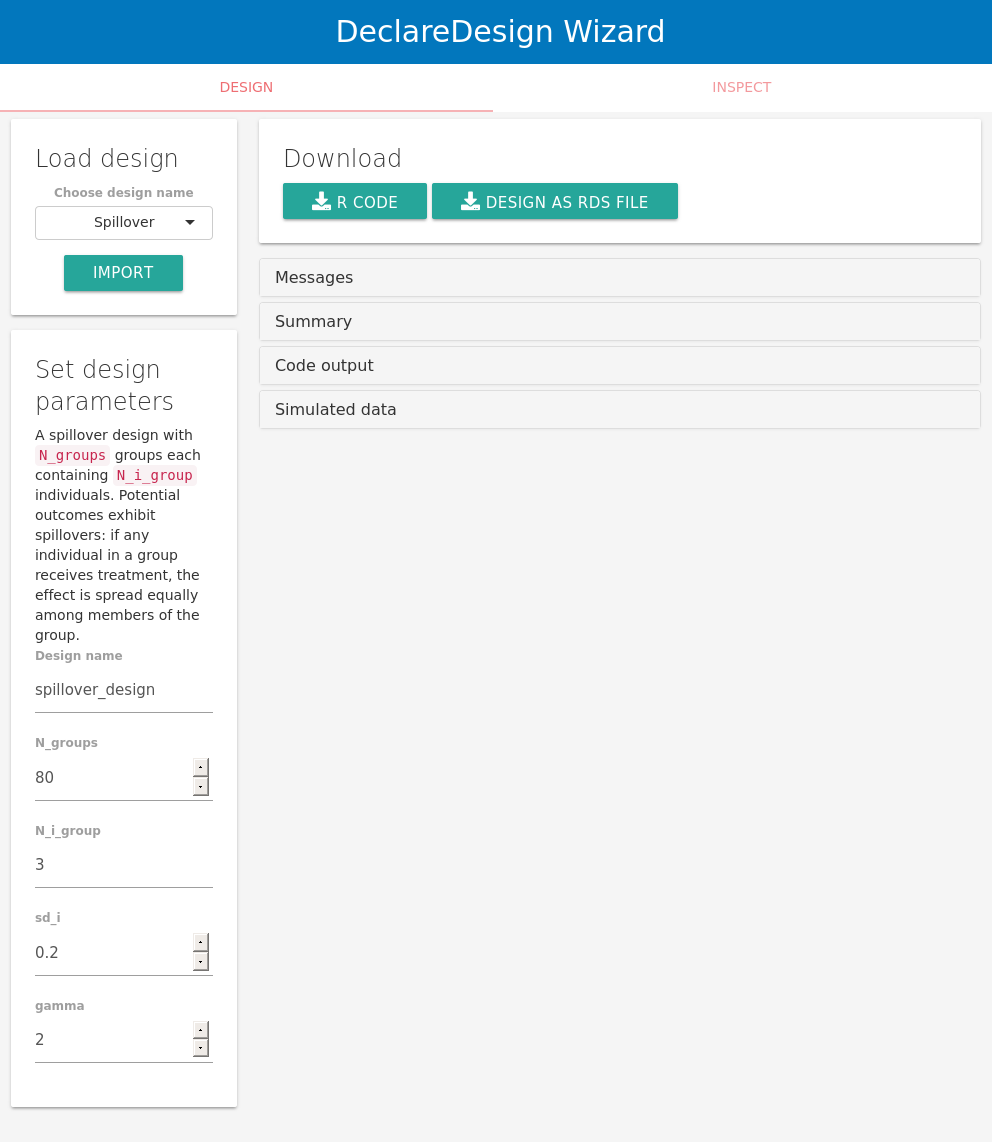 DeclareDesign Wizard
DESIGN
INSPECT
Load design
Choose design name
Spillover
IMPORT
Set design
parameters
A spillover design with
N_groups groups each
containing N_i_group
individuals. Potential
outcomes exhibit
spillovers: if any
individual in a group
receives treatment, the
effect is spread equally
among members of the
group.
Design name
spillover_design
N_groups
80
N_i_group
3
sd_i
0.2
gamma
2
Download
R CODE
DESIGN AS RDS FILE
Messages
Summary
Code output
Simulated data